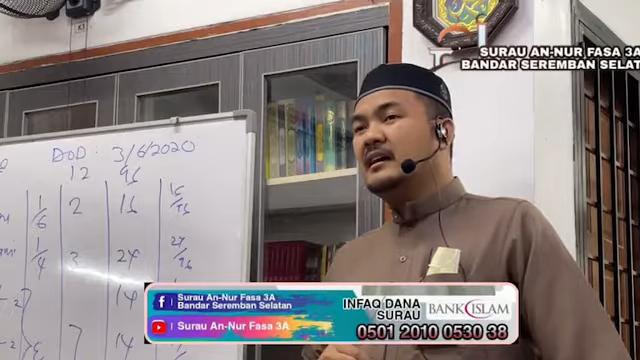 SURAU AN-NUR FASA 3A
BANDAR SEREMBAN SELATA
DOD : 3/6/2020
12 96
1/6 2 16 16/96
1/4 3 24 24/96
14
7 14
Surau An-Nur Fasa 3A
Bandar Seremban Selatan
Surau An-Nur Fasa 3A
INFAQ DANA
SURAU
BANK ISLAM
0501 2010 0530 38